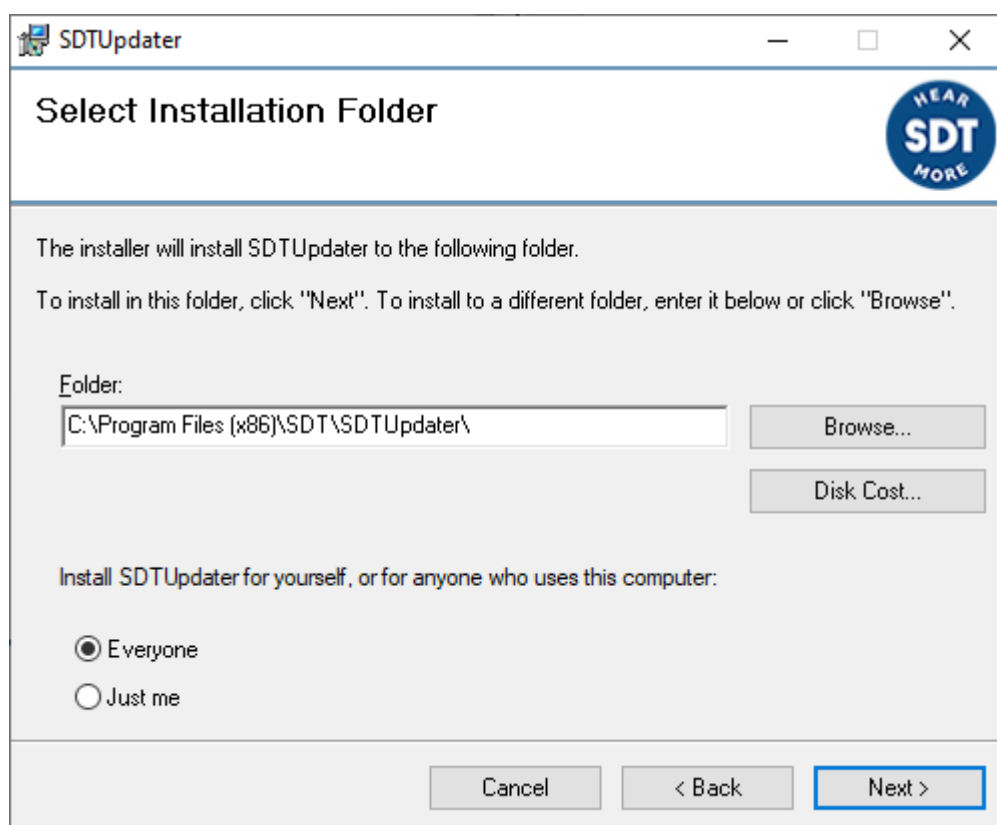 SDTUpdater
Select Installation Folder
HEAR
SDT
MORE
The installer will install SDTUpdater to the following folder.
To install in this folder, click "Next". To install to a different folder, enter it below or click "Browse".
Folder:
C:\Program Files (x86)\SDT\SDTUpdater\
Browse...
Disk Cost...
Install SDTUpdater for yourself, or for anyone who uses this computer:
Everyone
Just me
Cancel
< Back
Next >